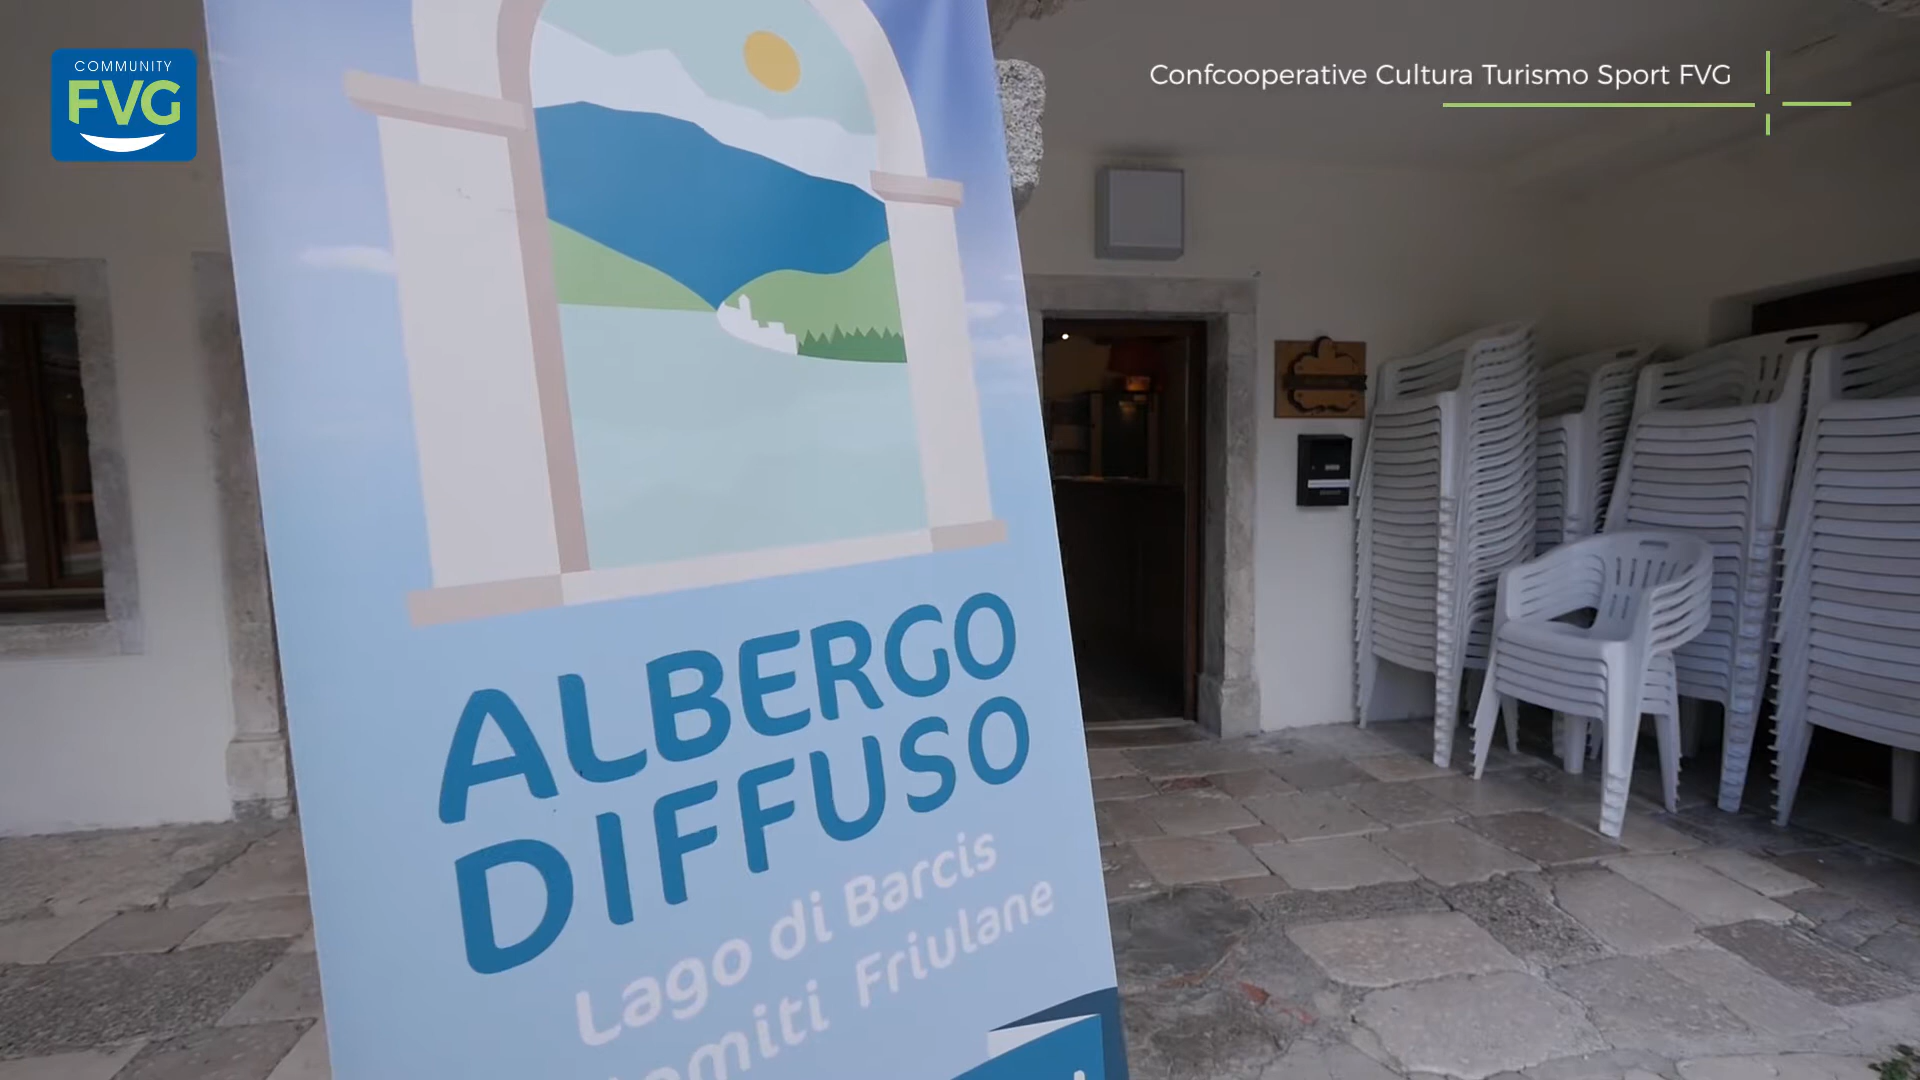 COMMUNITY
FVG
Confcooperative Cultura Turismo Sport FVG
ALBERGO
DIFFUSO
Lago di Barcis
Friulane